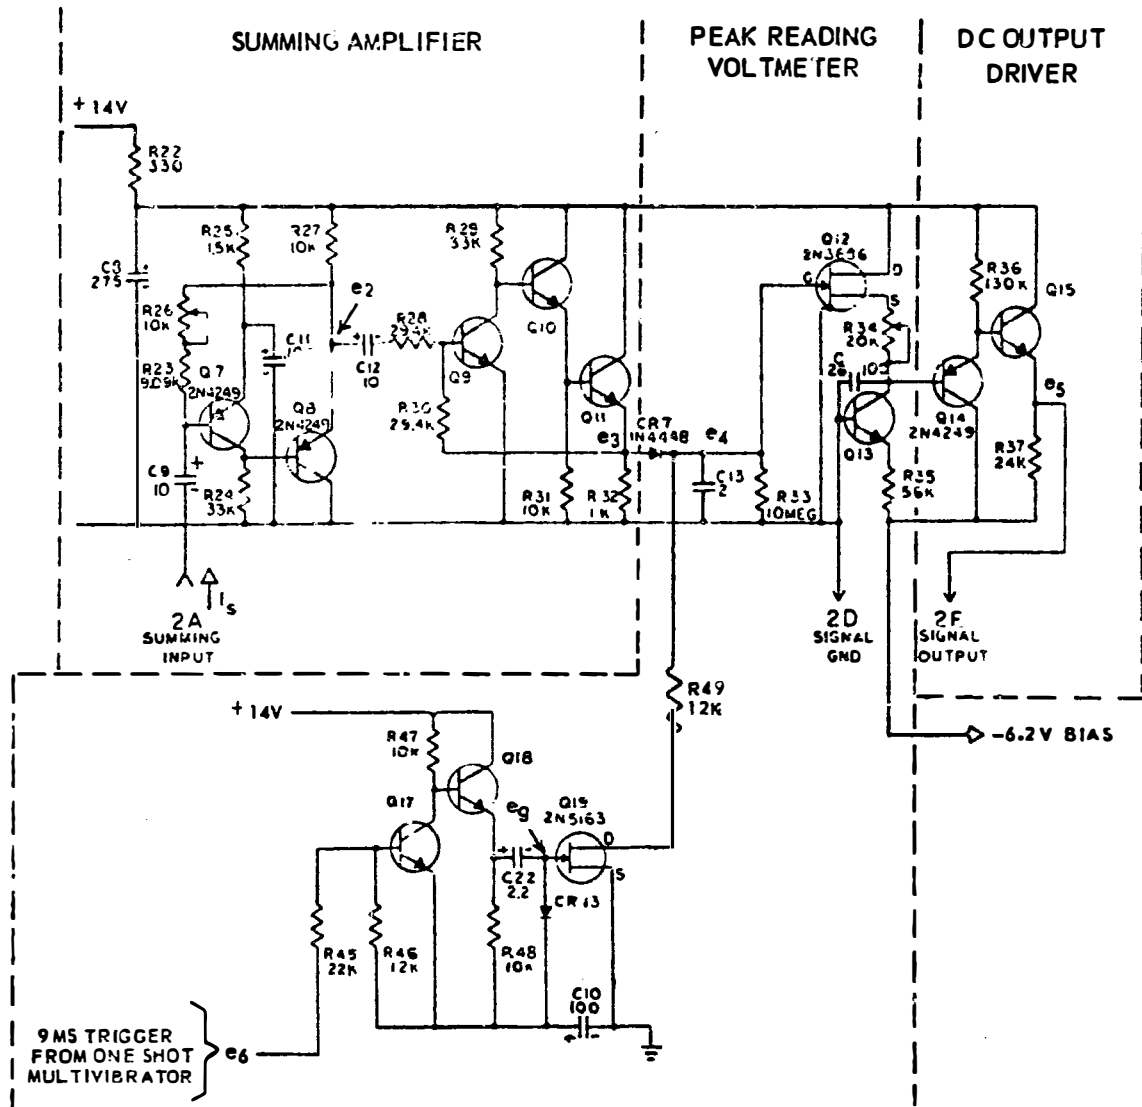 SUMMING AMPLIFIER
PEAK READING
VOLTMETER
DC OUTPUT
DRIVER
+ 14V
R22
330
R25
1.5K
R27
10K
R29
33K
Q12
2N3696
G
D
S
R36
130K
Q15
C8
275
R26
10K
e2
R28
29.4K
Q10
R34
20K
C11
C12
10
R23
9.09K
Q7
2N4249
Q8
2N4249
Q9
R30
29.4K
Q11
Q14
2N4249
e5
e3
CR7
1N4448
e4
Q13
C9
10
R24
33K
R31
10K
R32
1K
C13
2
R33
10MEG
R35
56K
R37
24K
Is
2A
SUMMING
INPUT
2D
SIGNAL
GND
SIGNAL
OUTPUT
R49
12K
+ 14V
-6.2V BIAS
R47
10K
Q18
Q17
eg
Q19
2N5163
D
S
C22
2.2
CR13
R45
22K
R46
12K
R48
10K
C10
100
9MS TRIGGER
FROM ONE SHOT
MULTIVIBRATOR
e6